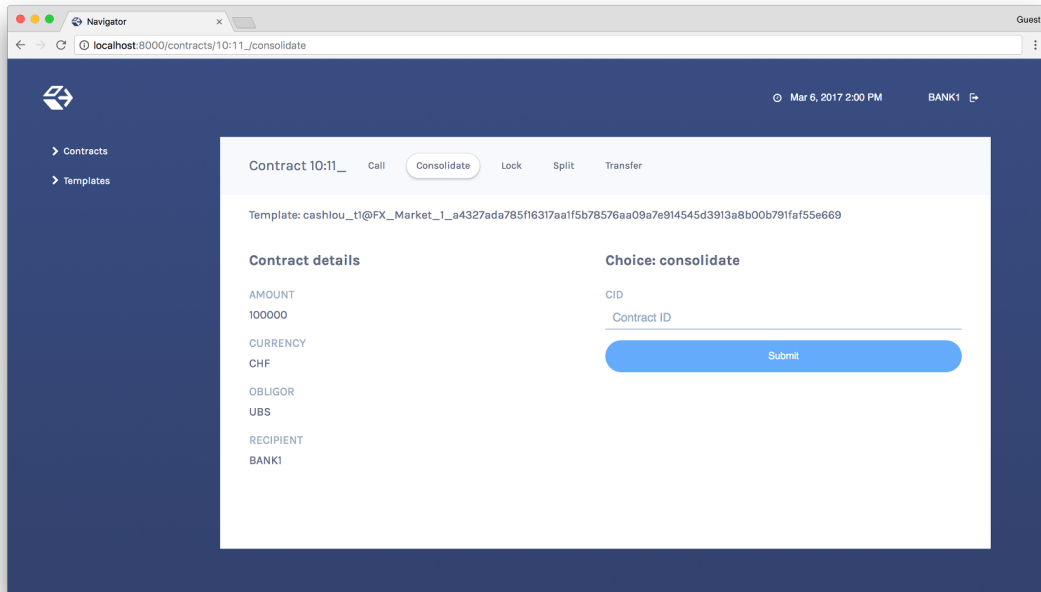 Navigator
Guest
localhost:8000/contracts/10:11_/consolidate
Mar 6, 2017 2:00 PM BANK1
Contracts
Templates
Contract 10:11_ Call Consolidate Lock Split Transfer
Template: cashIou_t1@FX_Market_1_a4327ada785f16317aa1f5b78576aa09a7e914545d3913a8b00b791faf55e669
Contract details
AMOUNT
100000
CURRENCY
CHF
OBLIGOR
UBS
RECIPIENT
BANK1
Choice: consolidate
CID
Contract ID
Submit